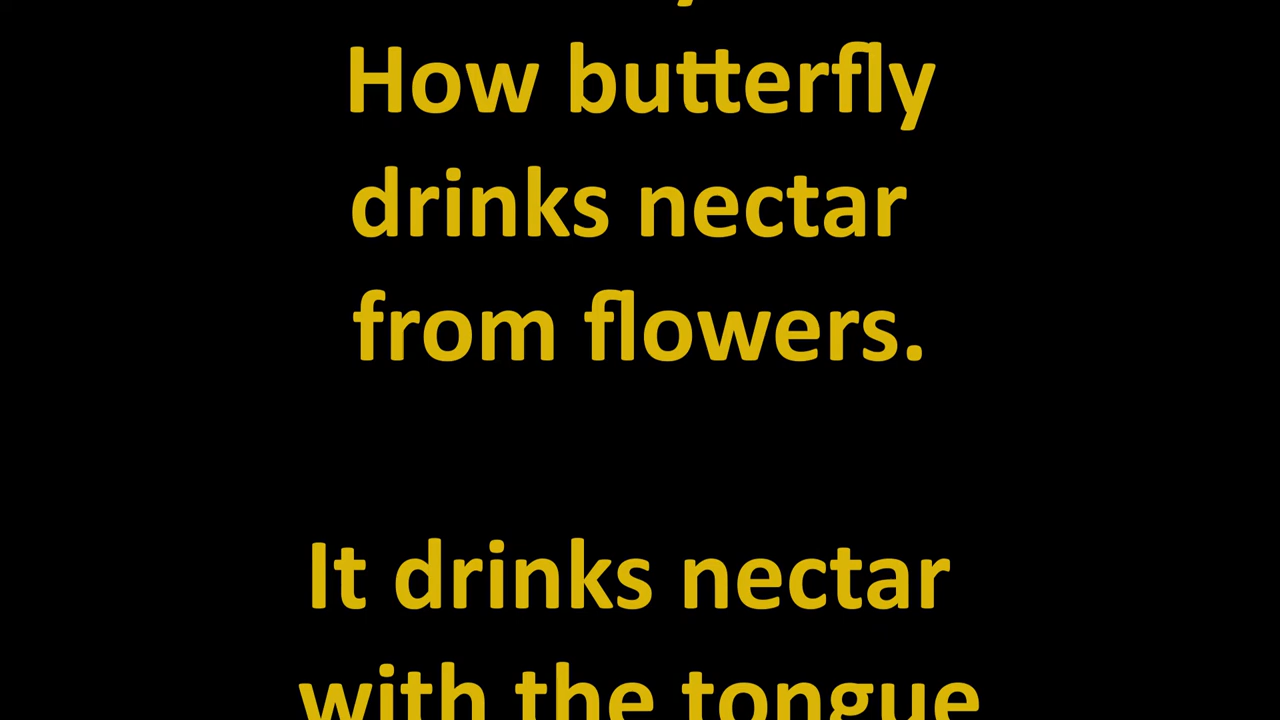 How butterfly
drinks nectar
from flowers.
It drinks nectar
with the tongue